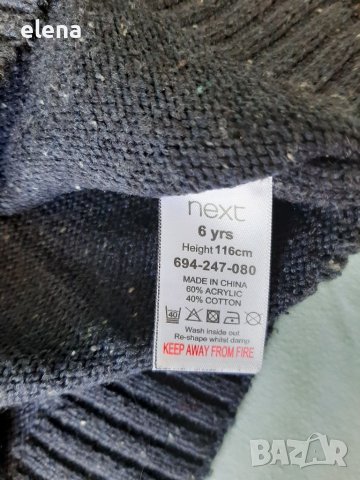 elena
next
6 yrs
Height 116cm
694-247-080
MADE IN CHINA
60% ACRYLIC
40% COTTON
40
Wash inside out
Re-shape whilst damp
KEEP AWAY FROM FIRE
BAZAR